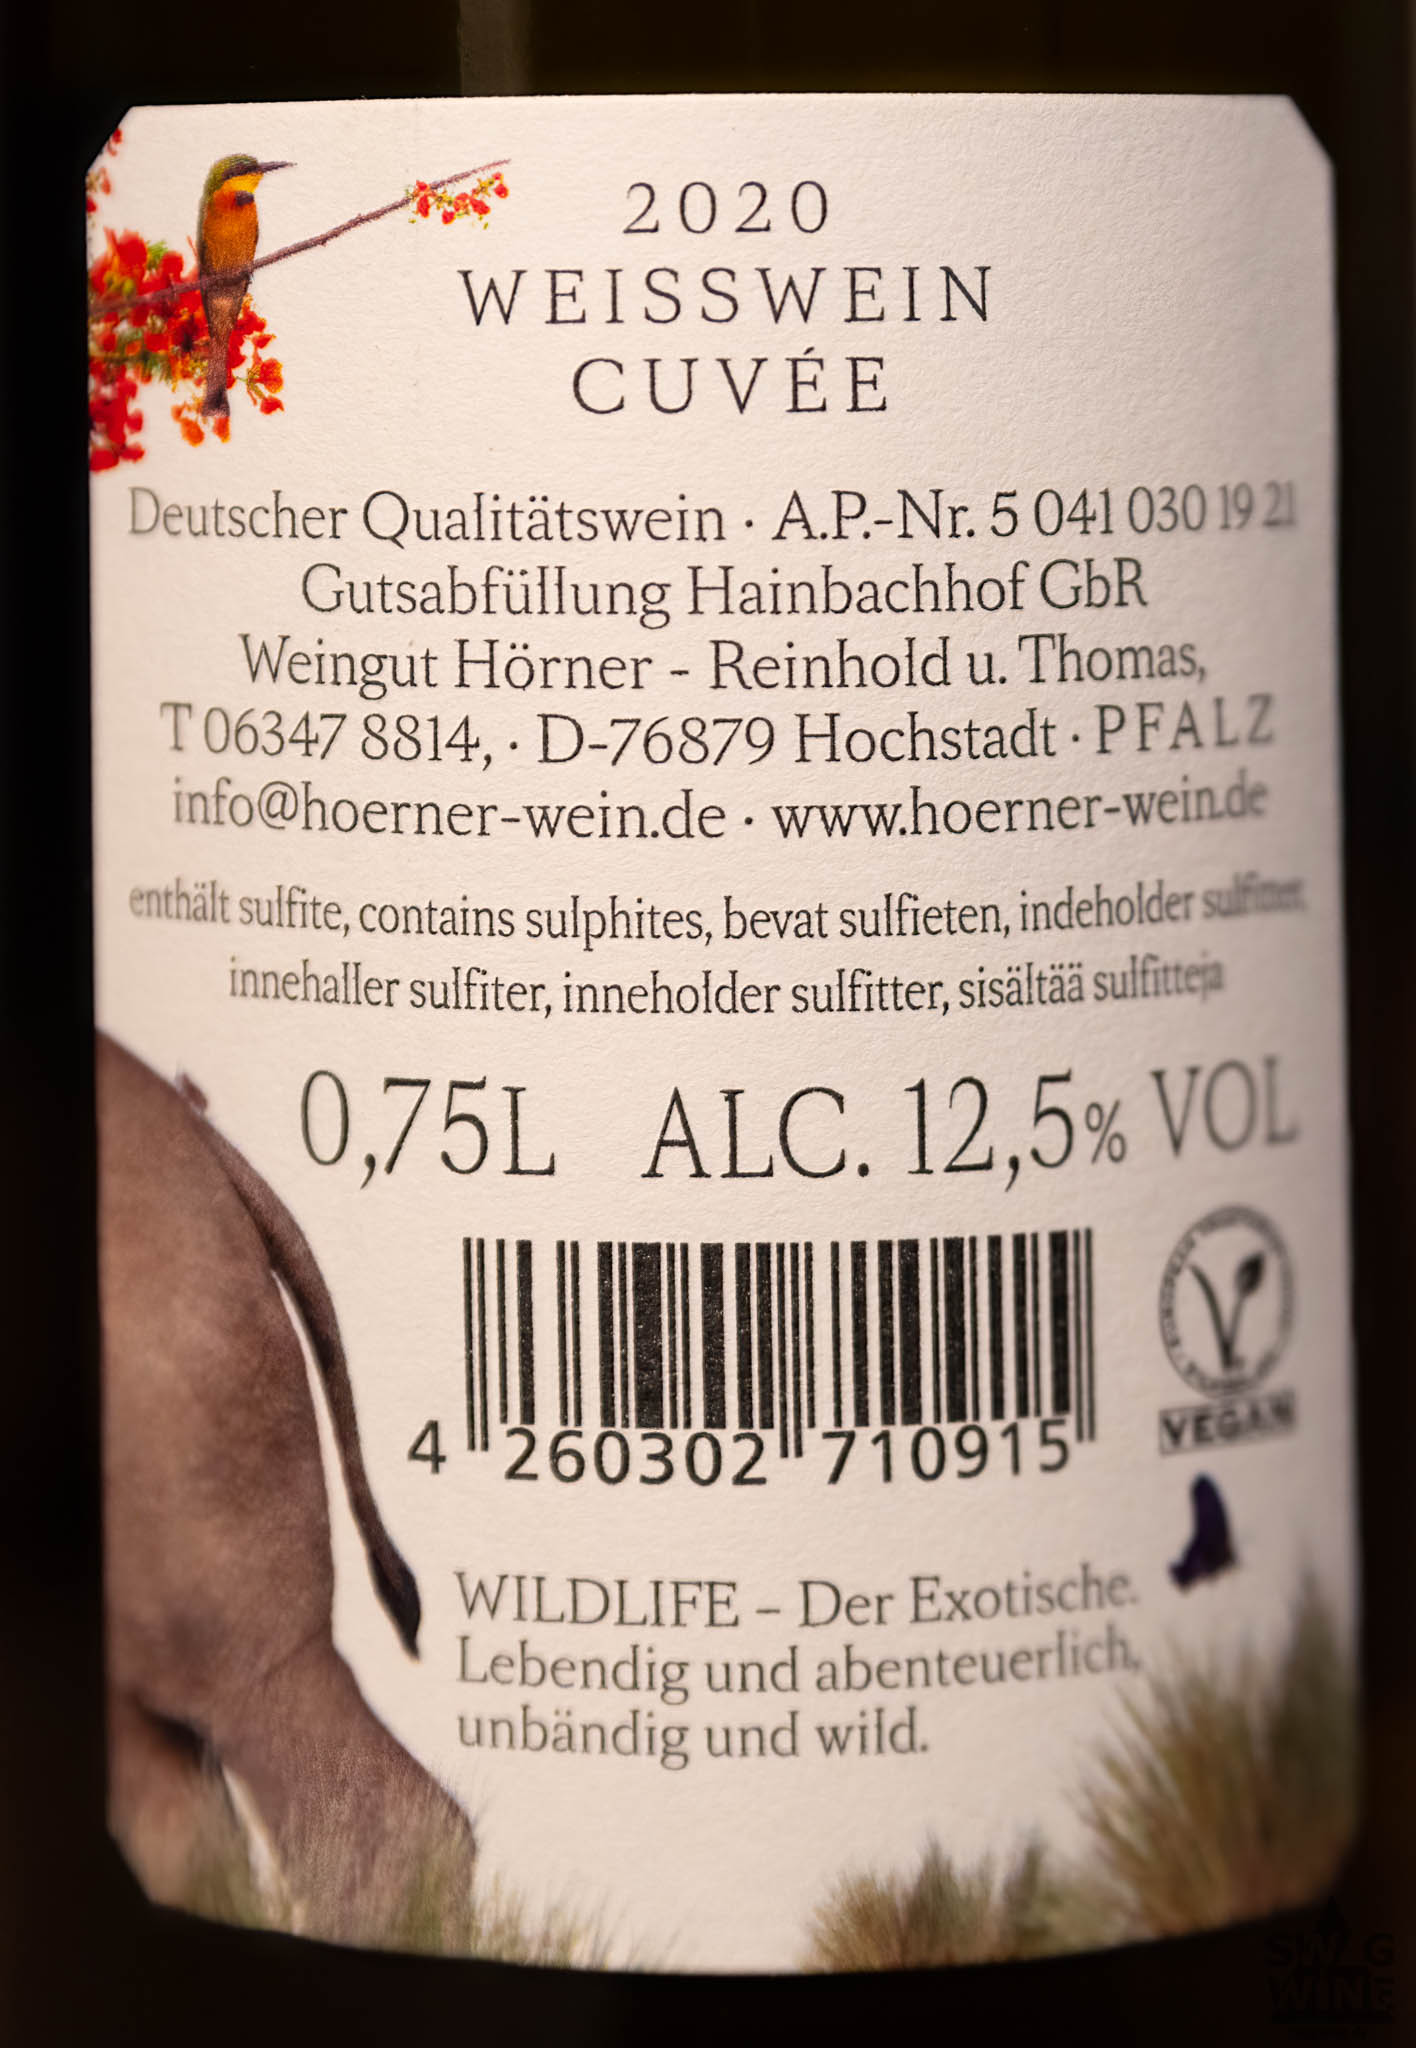 2020
WEISSWEIN
CUVÉE
Deutscher Qualitätswein · A.P.-Nr. 5 041 030 19 21
Gutsabfüllung Hainbachhof GbR
Weingut Hörner - Reinhold u. Thomas,
T 06347 8814, · D-76879 Hochstadt · PFALZ
info@hoerner-wein.de · www.hoerner-wein.de
enthält sulfite, contains sulphites, bevat sulfieten, indeholder
innehaller sulfiter, inneholder sulfitter, sisältää sulfitteja
0,75L ALC. 12,5% VOL
4 260302 710915
VEGAN
WILDLIFE – Der Exotische.
Lebendig und abenteuerlich,
unbändig und wild.
WINE